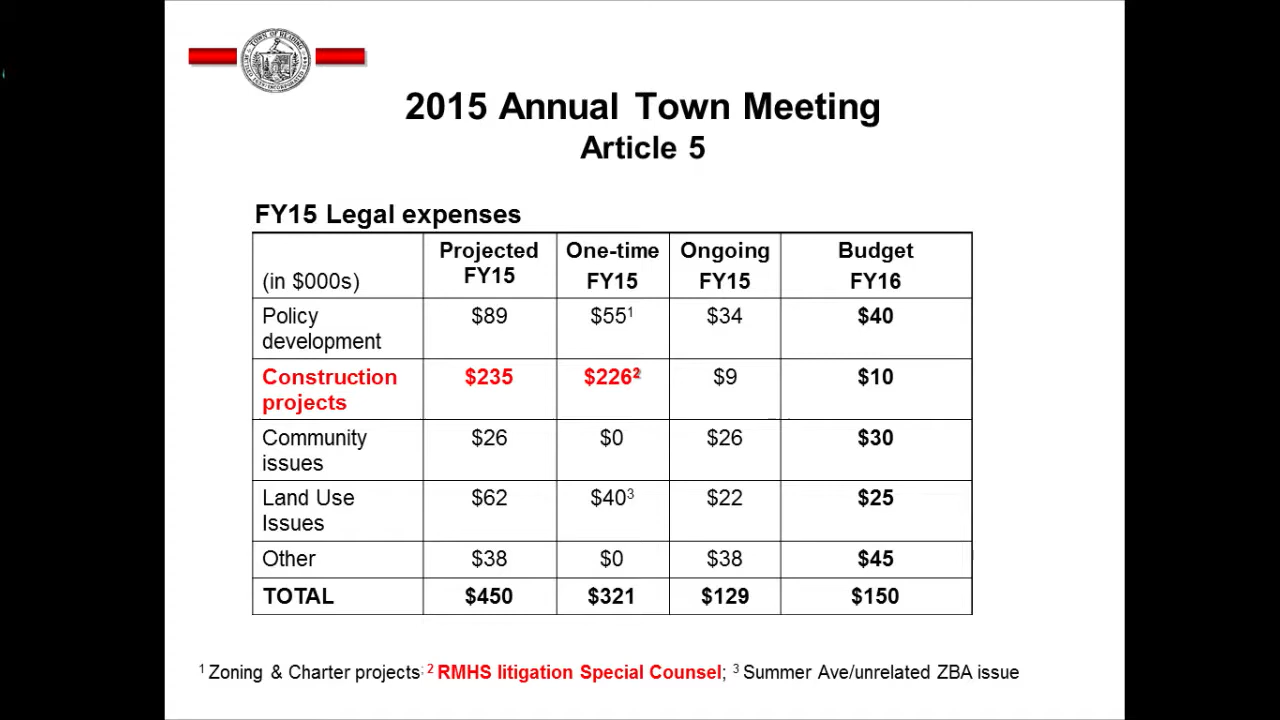 TOWN OF READING
2015 Annual Town Meeting
Article 5
FY15 Legal expenses
(in $000s) Projected FY15 One-time FY15 Ongoing FY15 Budget FY16
Policy development $89 $55¹ $34 $40
Construction projects $235 $226² $9 $10
Community issues $26 $0 $26 $30
Land Use Issues $62 $40³ $22 $25
Other $38 $0 $38 $45
TOTAL $450 $321 $129 $150
¹ Zoning & Charter projects; ² RMHS litigation Special Counsel; ³ Summer Ave/unrelated ZBA issue